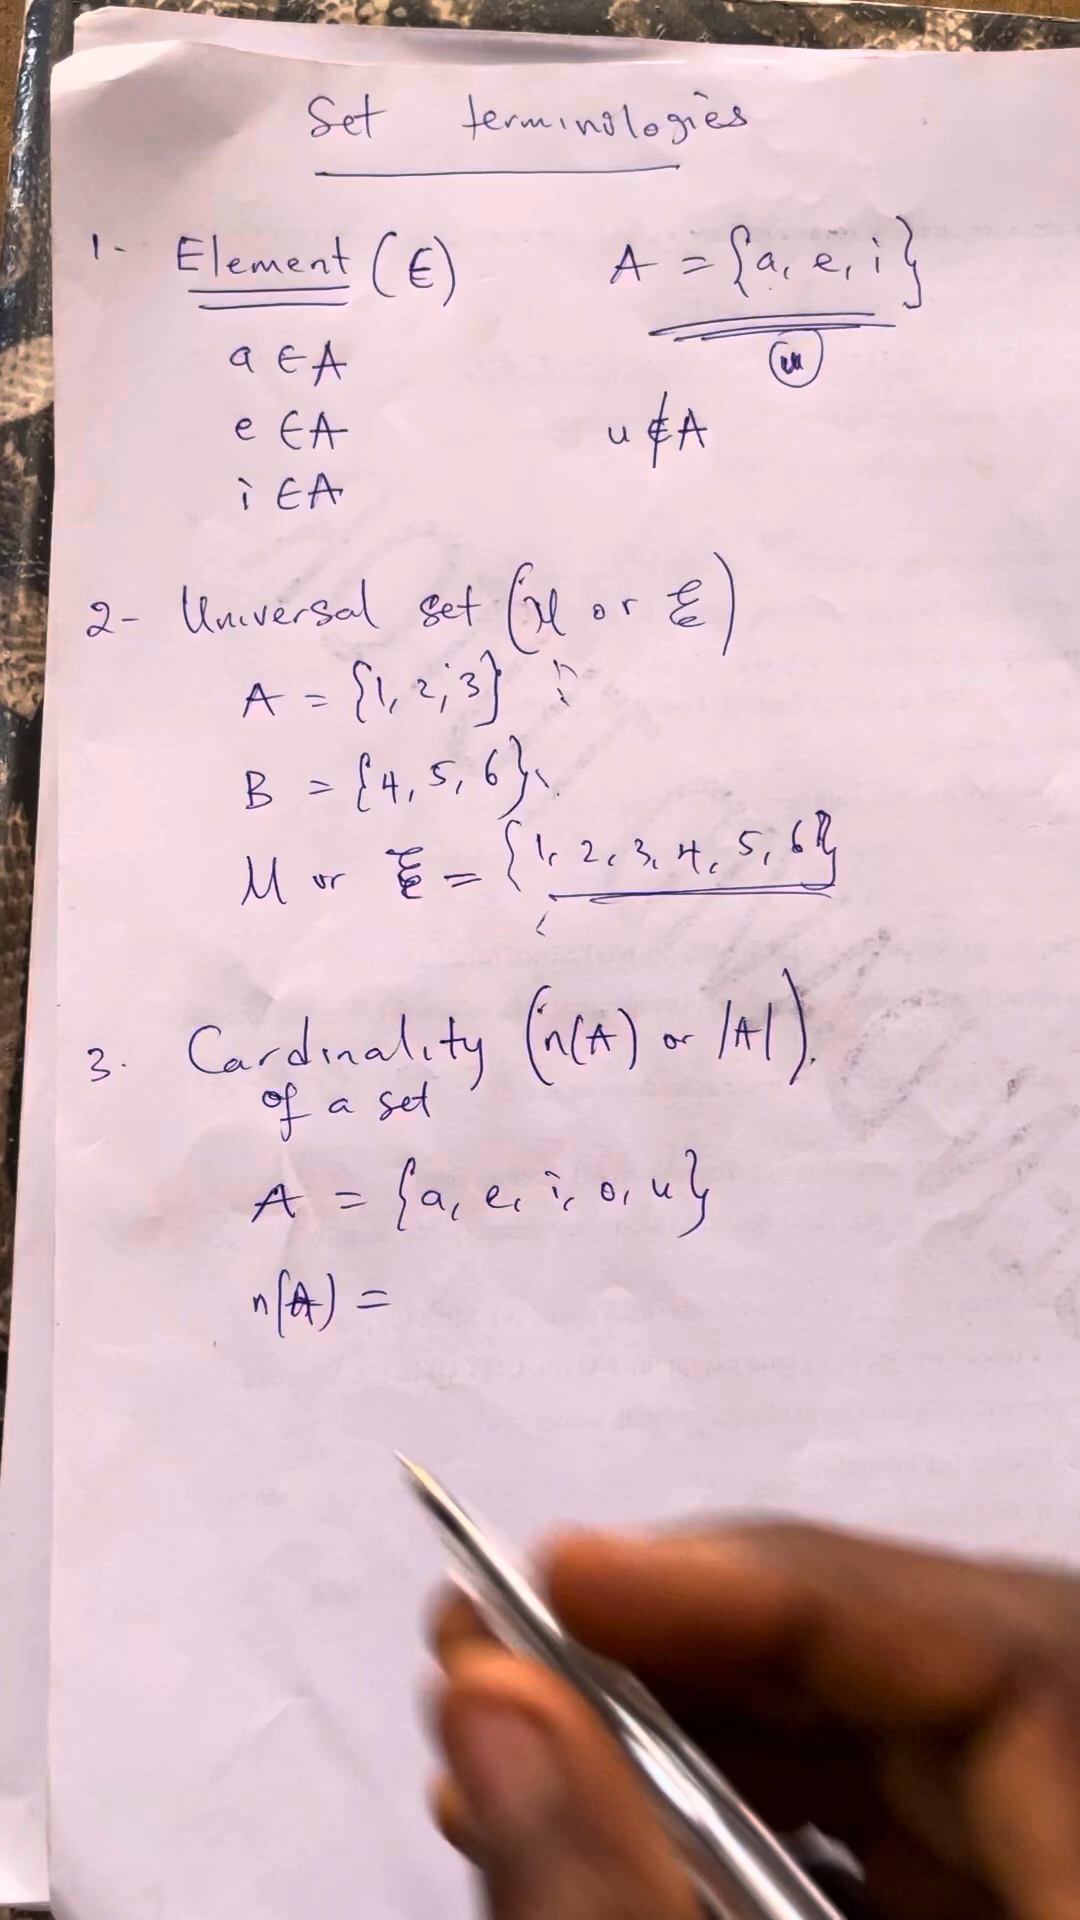 Set terminologies
1- Element (∈) A = {a, e, i}
a ∈ A
u
e ∈ A u ∉ A
i ∈ A
2- Universal set (μ or ξ)
A = {1, 2, 3}
B = {4, 5, 6}
μ or ξ = {1, 2, 3, 4, 5, 6}
3. Cardinality (n(A) or |A|).
of a set
A = {a, e, i, o, u}
n(A) =